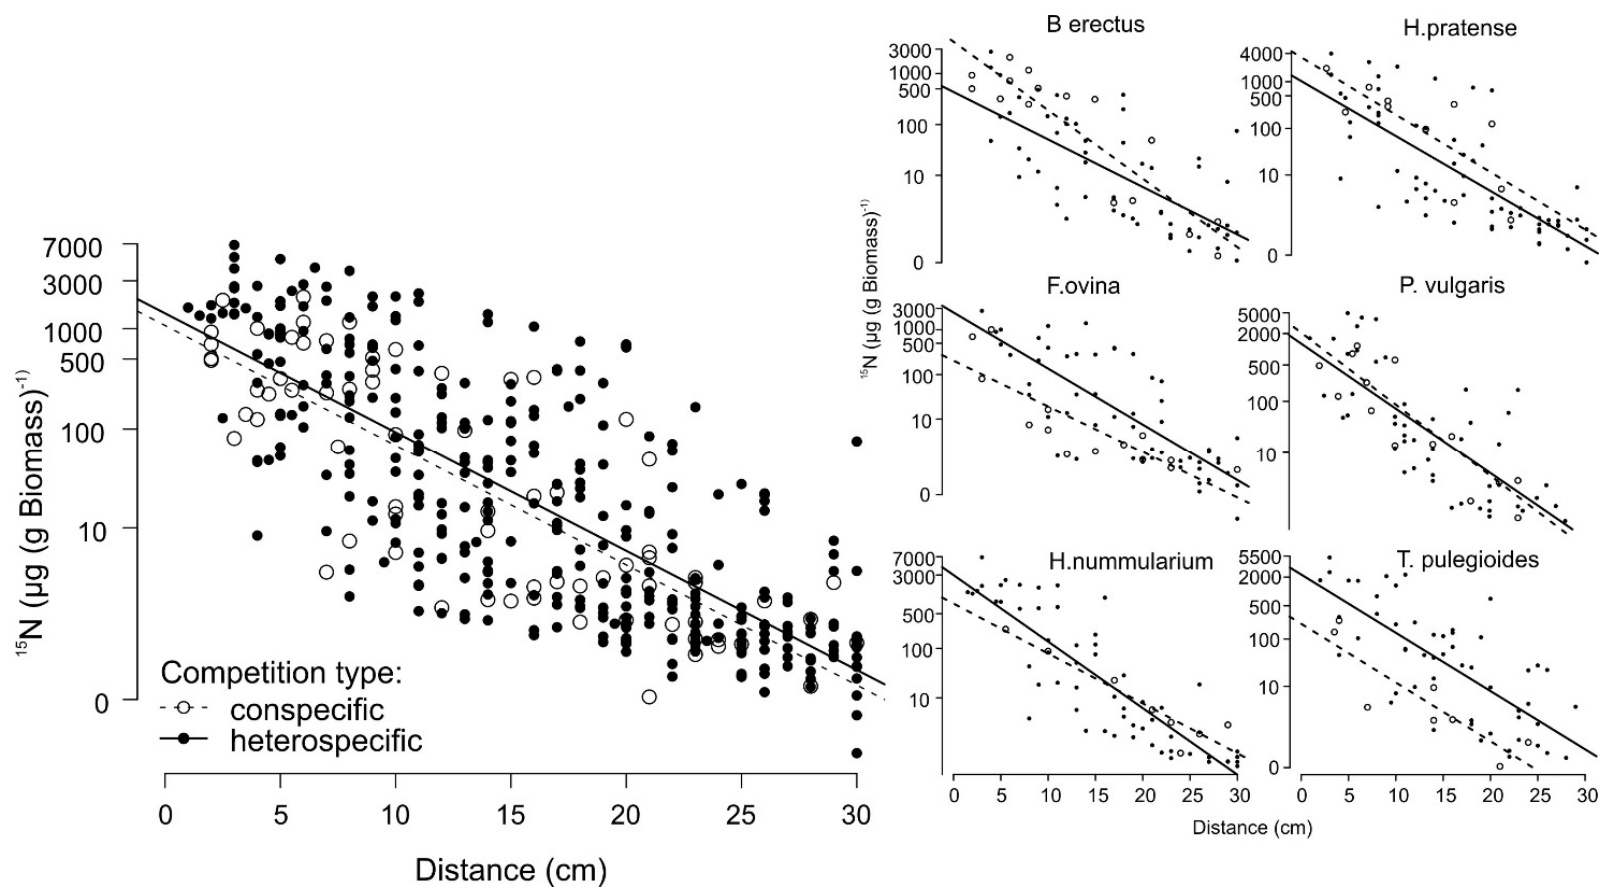 7000
3000
1000
500
100
10
0
¹⁵N (µg (g Biomass)⁻¹)
Competition type:
conspecific
heterospecific
0 5 10 15 20 25 30
Distance (cm)
B erectus
3000
1000
500
100
10
0
H.pratense
4000
1000
500
100
10
0
¹⁵N (µg (g Biomass)⁻¹)
F.ovina
3000
1000
500
100
10
0
P. vulgaris
5000
2000
500
100
10
H.nummularium
7000
3000
500
100
10
0 5 10 15 20 25 30
T. pulegioides
5500
2000
500
100
10
0
0 5 10 15 20 25 30
Distance (cm)